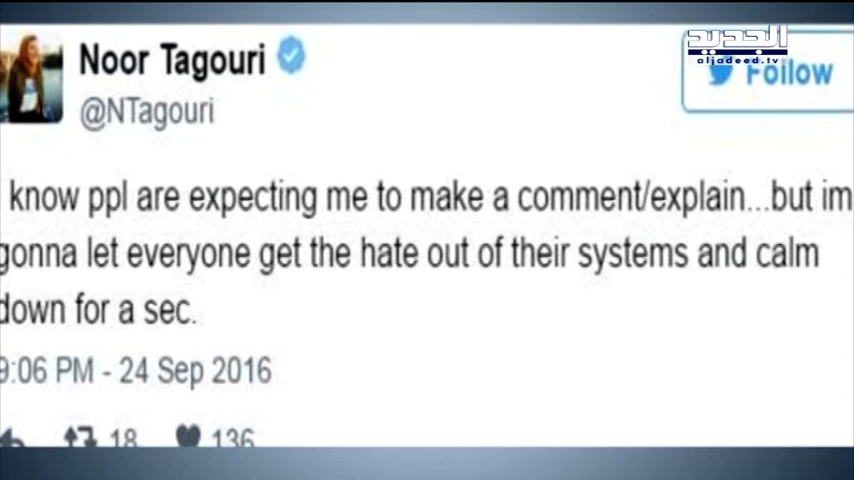 الجديد
aljadeed.tv
Noor Tagouri
Follow
@NTagouri
know ppl are expecting me to make a comment/explain...but im
gonna let everyone get the hate out of their systems and calm
down for a sec.
9:06 PM - 24 Sep 2016
18 136